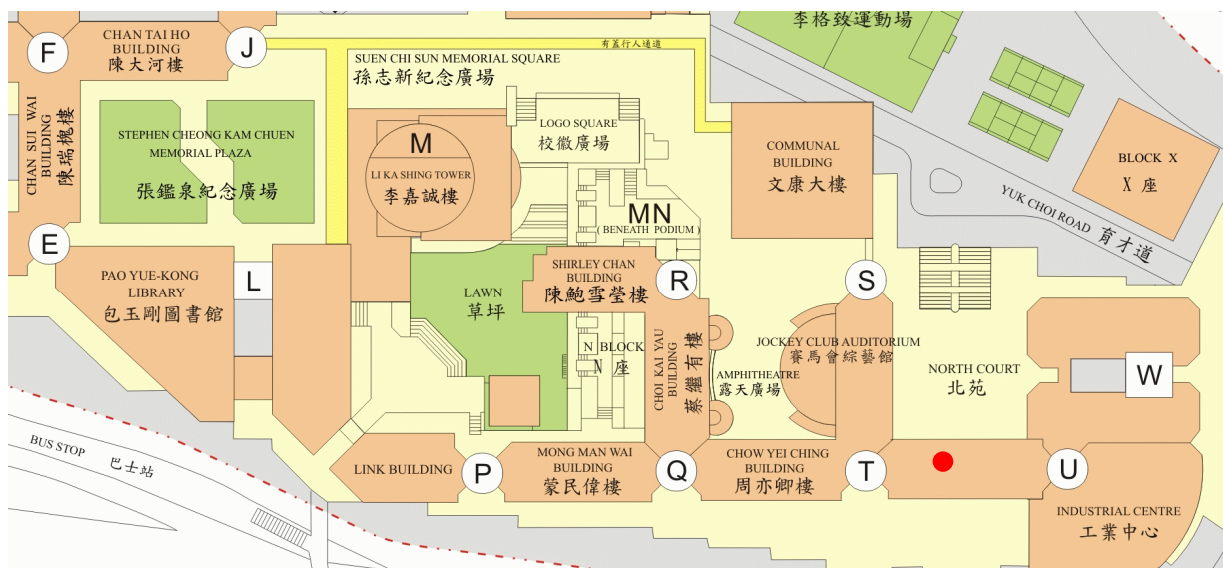 李格致運動場
F
CHAN TAI HO
BUILDING
陳大河樓
J
有蓋行人通道
SUEN CHI SUN MEMORIAL SQUARE
孫志新紀念廣場
CHAN SUI WAI
BUILDING
陳瑞槐樓
STEPHEN CHEONG KAM CHUEN
MEMORIAL PLAZA
張鑑泉紀念廣場
M
LI KA SHING TOWER
李嘉誠樓
LOGO SQUARE
校徽廣場
MN
( BENEATH PODIUM )
COMMUNAL
BUILDING
文康大樓
BLOCK X
X 座
YUK CHOI ROAD 育才道
E
PAO YUE-KONG
LIBRARY
包玉剛圖書館
L
LAWN
草坪
SHIRLEY CHAN
BUILDING
陳鮑雪瑩樓
R
S
N BLOCK
N 座
CHOI KAI YAU
BUILDING
蔡繼有樓
JOCKEY CLUB AUDITORIUM
賽馬會綜藝館
AMPHITHEATRE
露天廣場
NORTH COURT
北苑
W
BUS STOP 巴士站
LINK BUILDING
P
MONG MAN WAI
BUILDING
蒙民偉樓
Q
CHOW YEI CHING
BUILDING
周亦卿樓
T
U
INDUSTRIAL CENTRE
工業中心